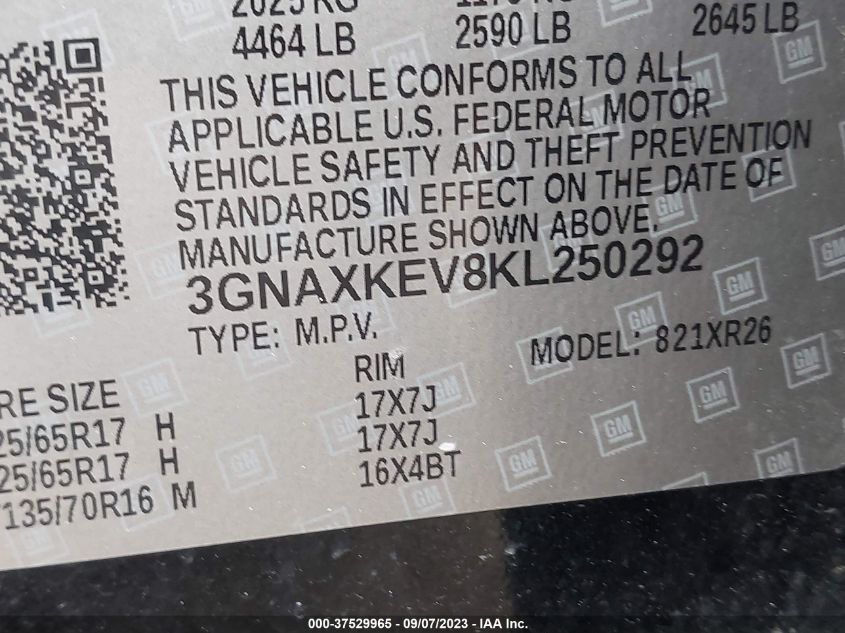 4464 LB 2590 LB 2645 LB
THIS VEHICLE CONFORMS TO ALL
APPLICABLE U.S. FEDERAL MOTOR
VEHICLE SAFETY AND THEFT PREVENTION
STANDARDS IN EFFECT ON THE DATE OF
MANUFACTURE SHOWN ABOVE.
3GNAXKEV8KL250292
TYPE: M.P.V. MODEL: 821XR26
RE SIZE RIM
25/65R17 H 17X7J
25/65R17 H 17X7J
135/70R16 M 16X4BT
GM
000-37529965 - 09/07/2023 - IAA Inc.